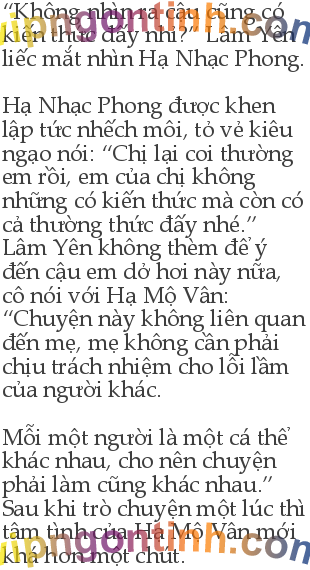 “Không nhìn ra cậu cũng có
kiến thức đấy nhỉ?” Lâm Yên
liếc mắt nhìn Hạ Nhạc Phong.
Hạ Nhạc Phong được khen
lập tức nhếch môi, tỏ vẻ kiêu
ngạo nói: “Chị lại coi thường
em rồi, em của chị không
những có kiến thức mà còn có
cả thường thức đấy nhé.”
Lâm Yên không thèm để ý
đến cậu em dở hơi này nữa,
cô nói với Hạ Mộ Vân:
“Chuyện này không liên quan
đến mẹ, mẹ không cần phải
chịu trách nhiệm cho lỗi lầm
của người khác.
Mỗi một người là một cá thể
khác nhau, cho nên chuyện
phải làm cũng khác nhau.”
Sau khi trò chuyện một lúc thì
tâm tình của Hạ Mộ Vân mới
khá hơn một chút.